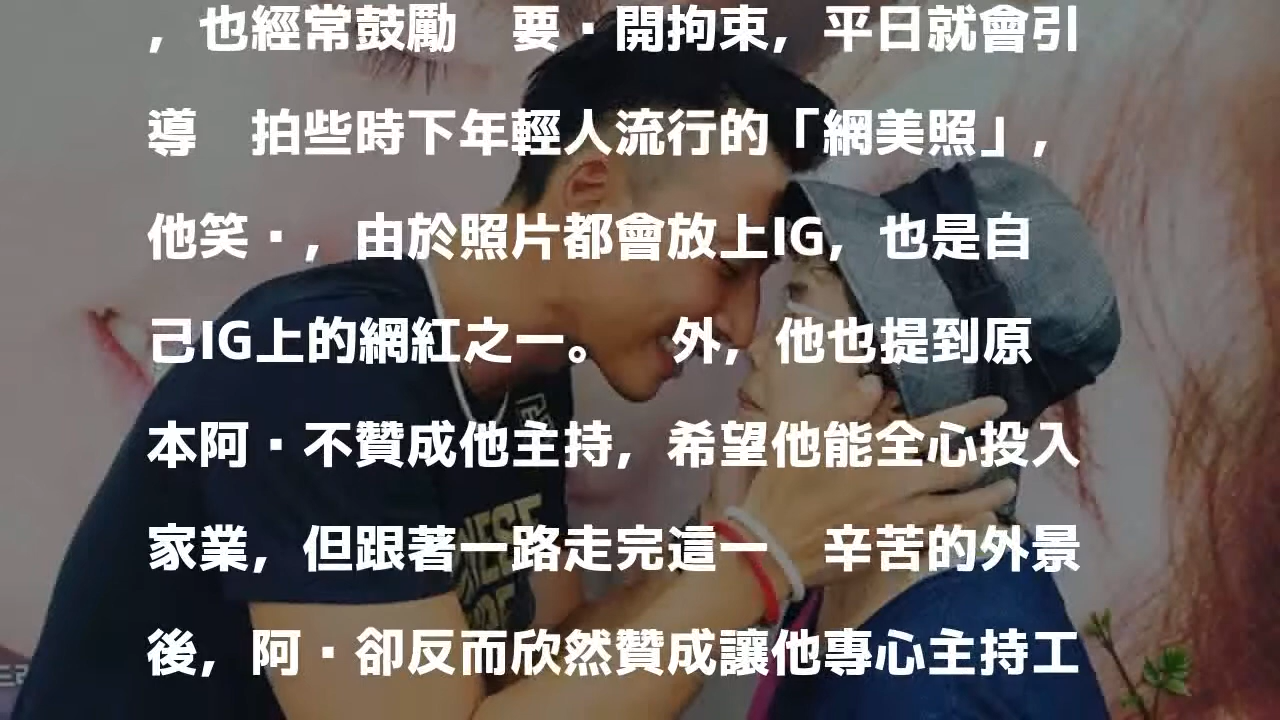 ，也經常鼓勵　要·開拘束，平日就會引
導　拍些時下年輕人流行的「網美照」，
他笑·，由於照片都會放上IG，也是自
己IG上的網紅之一。　外，他也提到原
本阿·不贊成他主持，希望他能全心投入
家業，但跟著一路走完這一　辛苦的外景
後，阿·卻反而欣然贊成讓他專心主持工
NESE